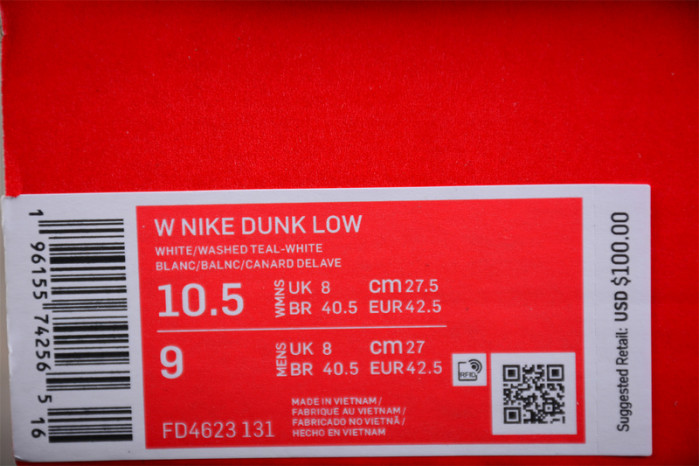 W NIKE DUNK LOW
WHITE/WASHED TEAL-WHITE
BLANC/BALNC/CANARD DELAVE
10.5 WMNS UK 8 cm 27.5
BR 40.5 EUR 42.5
9 MENS UK 8 cm 27
BR 40.5 EUR 42.5
RFID
FD4623 131
MADE IN VIETNAM /
FABRIQUÉ AU VIETNAM /
FABRICADO NO VIETNÃ /
HECHO EN VIETNAM
1 96155 74256 5 16
Suggested Retail: USD $100.00